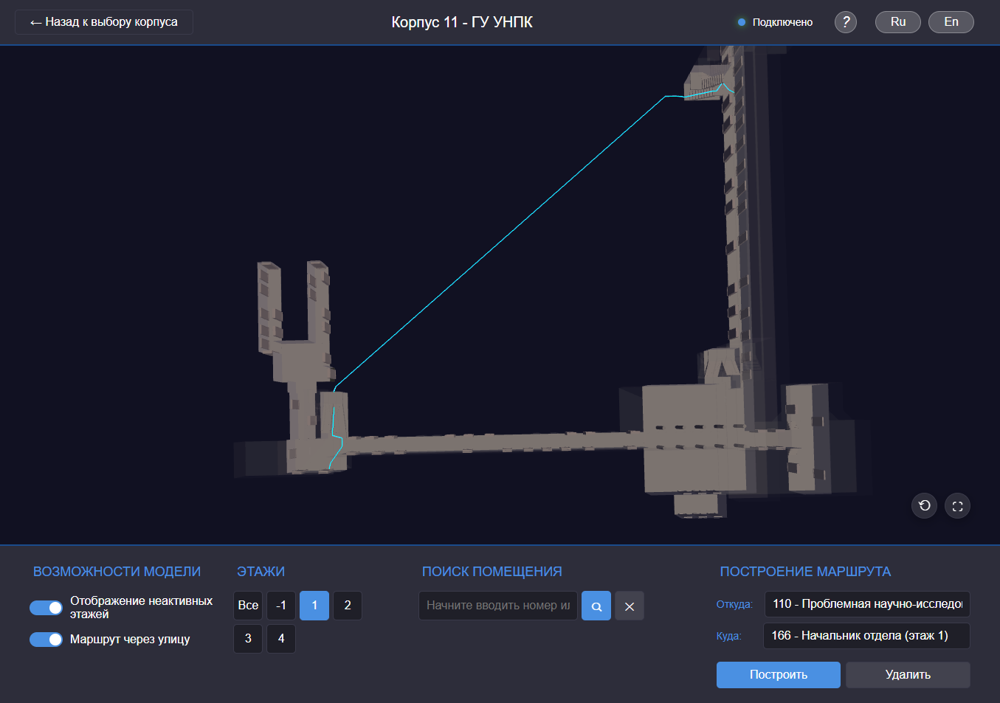 ← Назад к выбору корпуса
Корпус 11 - ГУ УНПК
Подключено
?
Ru
En
ВОЗМОЖНОСТИ МОДЕЛИ
Отображение неактивных
этажей
Маршрут через улицу
ЭТАЖИ
Все
-1
1
2
3
4
ПОИСК ПОМЕЩЕНИЯ
Начните вводить номер ил
ПОСТРОЕНИЕ МАРШРУТА
Откуда:
110 - Проблемная научно-исследо
Куда:
166 - Начальник отдела (этаж 1)
Построить
Удалить